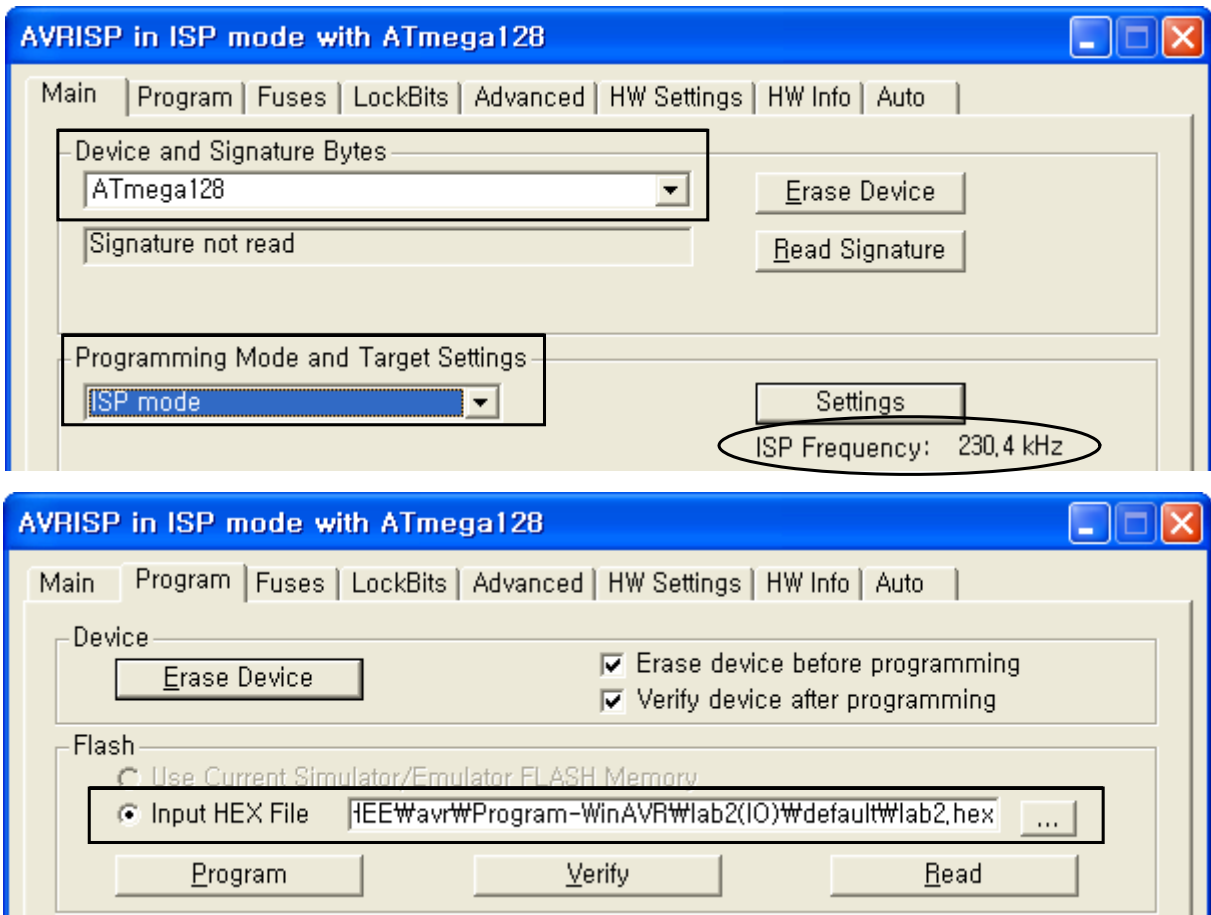 AVRISP in ISP mode with ATmega128
Main Program Fuses LockBits Advanced HW Settings HW Info Auto
Device and Signature Bytes
ATmega128
Erase Device
Signature not read
Read Signature
Programming Mode and Target Settings
ISP mode
Settings
ISP Frequency: 230,4 kHz
AVRISP in ISP mode with ATmega128
Main Program Fuses LockBits Advanced HW Settings HW Info Auto
Device
Erase Device
Erase device before programming
Verify device after programming
Flash
Use Current Simulator/Emulator FLASH Memory
Input HEX File HEE₩avr₩Program-WinAVR₩lab2(IO)₩default₩lab2,hex ...
Program Verify Read